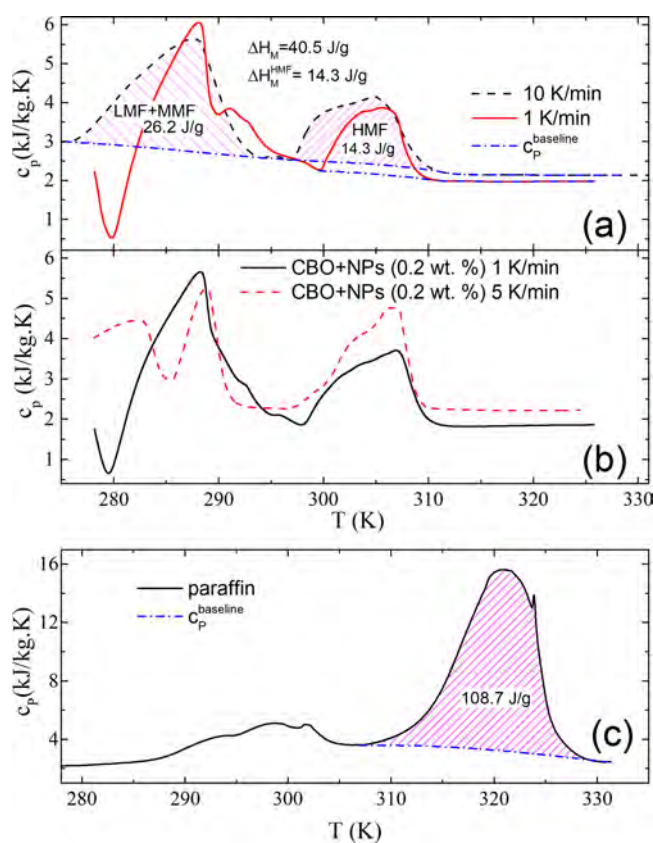 6
5
4
3
2
1
c_p(kJ/kg.K)
ΔH_M=40.5 J/g
ΔH_M^HMF= 14.3 J/g
LMF+MMF
26.2 J/g
HMF
14.3 J/g
10 K/min
1 K/min
c_P^baseline
(a)
6
5
4
3
2
1
c_p (kJ/kg.K)
CBO+NPs (0.2 wt. %) 1 K/min
CBO+NPs (0.2 wt. %) 5 K/min
(b)
280 290 300 310 320 330
T (K)
16
12
8
4
c_p(kJ/kg.K)
paraffin
c_P^baseline
108.7 J/g
(c)
280 290 300 310 320 330
T (K)